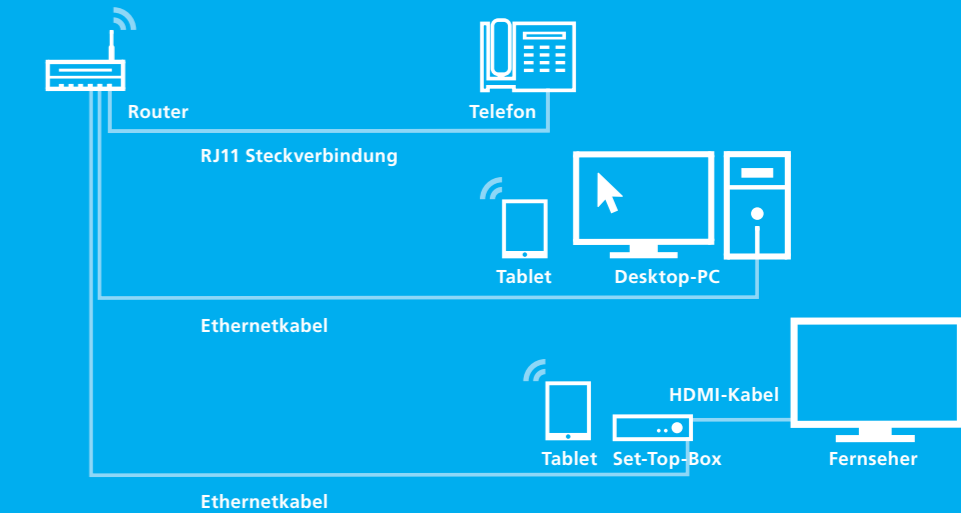 Router
Telefon
RJ11 Steckverbindung
Tablet
Desktop-PC
Ethernetkabel
HDMI-Kabel
Tablet
Set-Top-Box
Fernseher
Ethernetkabel